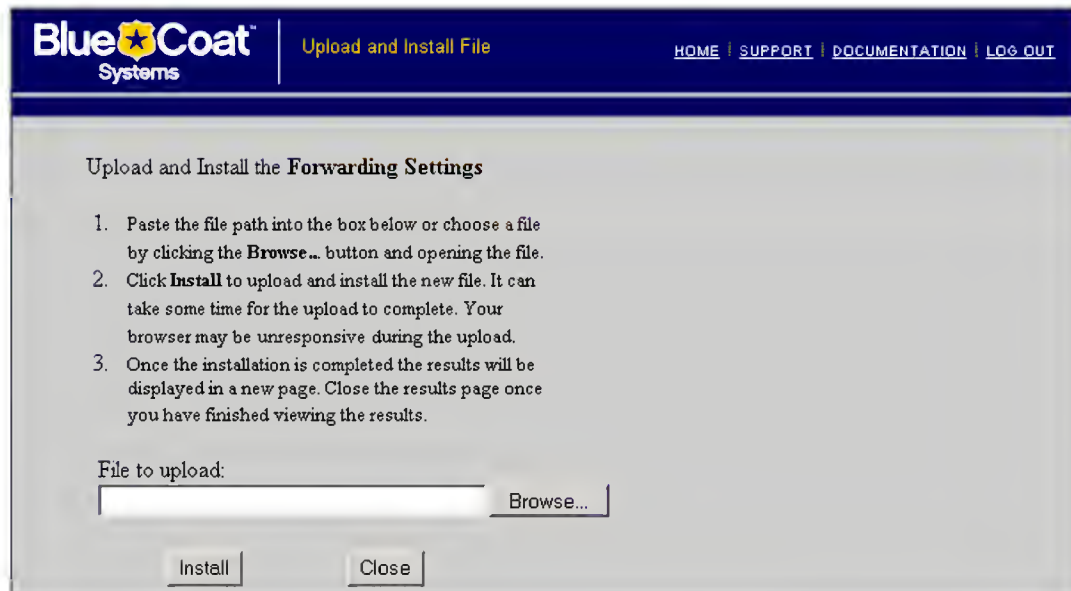 Blue Coat™
Systems
Upload and Install File
HOME | SUPPORT | DOCUMENTATION | LOG OUT
Upload and Install the Forwarding Settings
1. Paste the file path into the box below or choose a file
by clicking the Browse... button and opening the file.
2. Click Install to upload and install the new file. It can
take some time for the upload to complete. Your
browser may be unresponsive during the upload.
3. Once the installation is completed the results will be
displayed in a new page. Close the results page once
you have finished viewing the results.
File to upload:
Browse...
Install Close